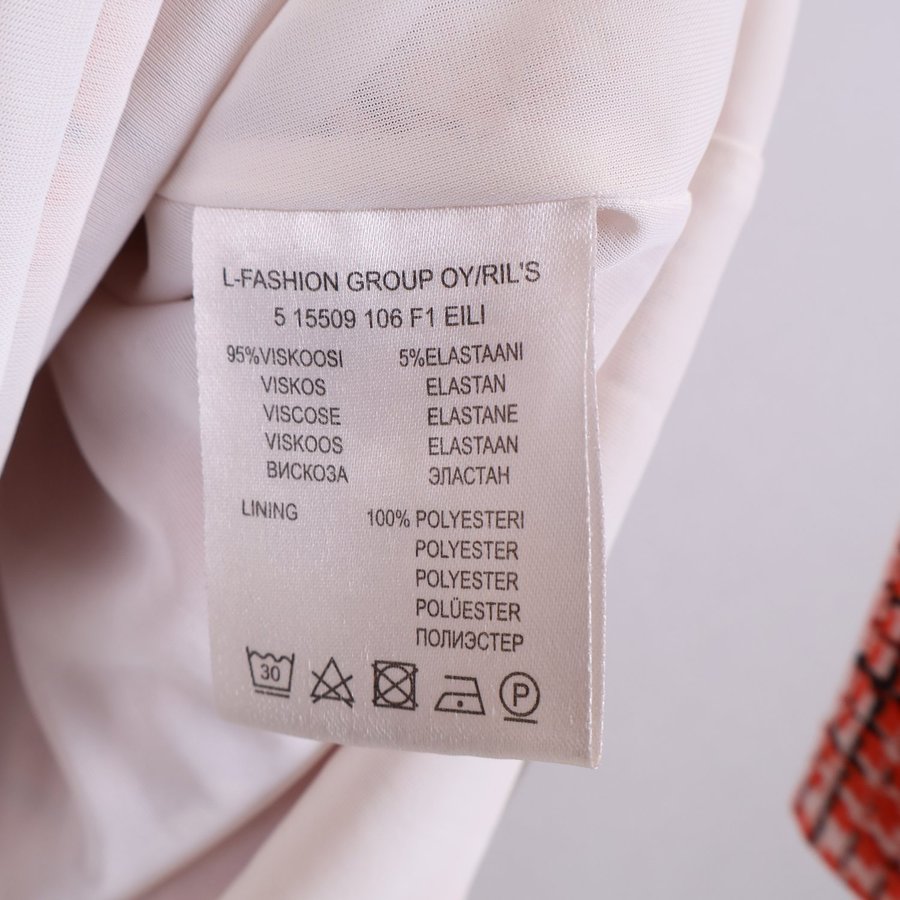 L-FASHION GROUP OY/RIL'S
5 15509 106 F1 EILI
95%VISKOOSI 5%ELASTAANI
VISKOS ELASTAN
VISCOSE ELASTANE
VISKOOS ELASTAAN
ВИСКОЗА ЭЛАСТАН
LINING 100% POLYESTERI
POLYESTER
POLYESTER
POLÜESTER
ПОЛИЭСТЕР
30 P